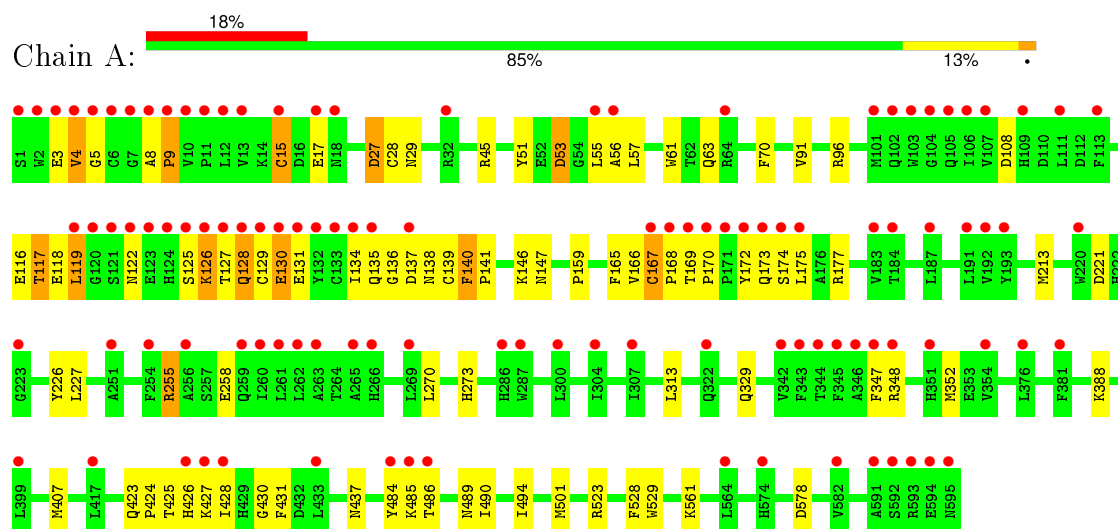 18%
Chain A:
85% 13% •
S1 W2 E3 V4 G5 G6 G7 A8 P9 V10 P11 L12 V13 K14 C15 D16 E17 N18 R32 D27 C28 N29 R45 Y51 E52 D53 G54 L55 A56 L57 W61 T62 Q63 R64 F70 V91 R96 M101 Q102 W103 G104 Q105 I106 V107 D108 H109 D110 L111 D112 F113
E116 T117 E118 L119 G120 S121 N122 E123 H124 S125 K126 T127 Q128 C129 E130 E131 Y132 C133 I134 Q135 G136 D137 N138 C139 F140 P141 K146 N147 P159 F165 V166 C167 P168 T169 P170 P171 Y172 Q173 S174 L175 A176 R177 V183 T184 L187 L191 V192 Y193 M213 W220 D221 H222
G223 Y226 L227 A251 F254 R255 A256 S257 E258 Q259 I260 L261 L262 A263 T264 A265 H266 L269 L270 H273 H286 W287 L300 I304 I307 L313 Q322 Q329 V342 F343 T344 F345 A346 F347 R348 H351 M352 E353 V354 L376 F381 K388
L399 M407 L417 Q423 P424 T425 H426 K427 I428 H429 G430 F431 D432 L433 N437 Y484 K485 T486 N489 I490 I494 M501 R523 F528 W529 K561 L564 H574 D578 V582 A591 S592 R593 E594 N595